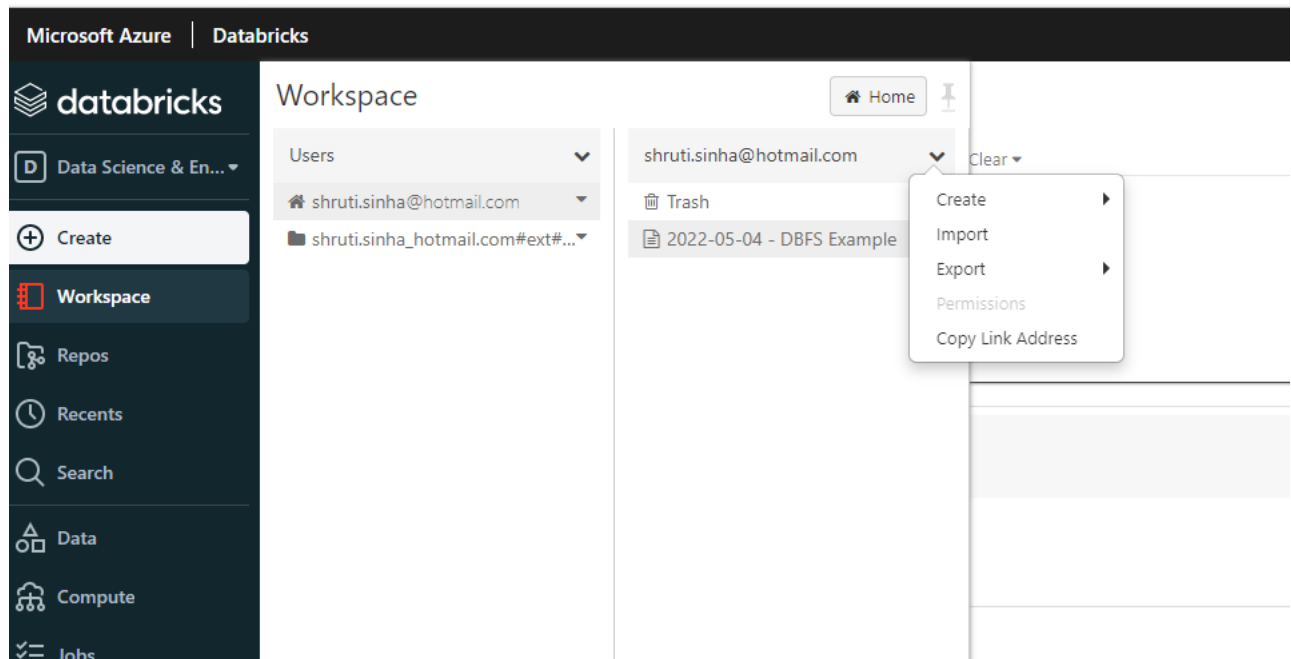 Microsoft Azure Databricks
databricks
D Data Science & En...
Create
Workspace
Repos
Recents
Search
Data
Compute
Jobs
Workspace
Home
Users
shruti.sinha@hotmail.com
shruti.sinha_hotmail.com#ext#...
shruti.sinha@hotmail.com
Trash
2022-05-04 - DBFS Example
Clear
Create
Import
Export
Permissions
Copy Link Address